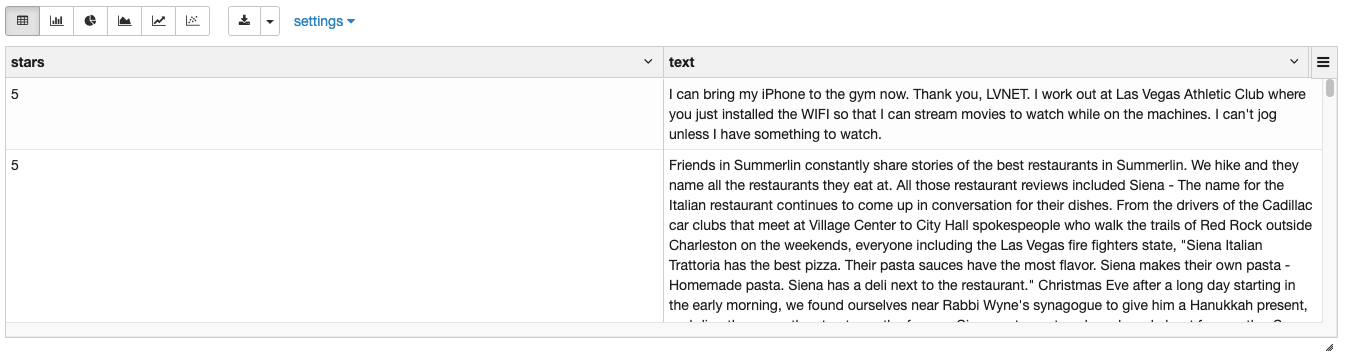 settings
stars text
5
I can bring my iPhone to the gym now. Thank you, LVNET. I work out at Las Vegas Athletic Club where
you just installed the WIFI so that I can stream movies to watch while on the machines. I can't jog
unless I have something to watch.
5
Friends in Summerlin constantly share stories of the best restaurants in Summerlin. We hike and they
name all the restaurants they eat at. All those restaurant reviews included Siena - The name for the
Italian restaurant continues to come up in conversation for their dishes. From the drivers of the Cadillac
car clubs that meet at Village Center to City Hall spokespeople who walk the trails of Red Rock outside
Charleston on the weekends, everyone including the Las Vegas fire fighters state, "Siena Italian
Trattoria has the best pizza. Their pasta sauces have the most flavor. Siena makes their own pasta -
Homemade pasta. Siena has a deli next to the restaurant." Christmas Eve after a long day starting in
the early morning, we found ourselves near Rabbi Wyne's synagogue to give him a Hanukkah present,